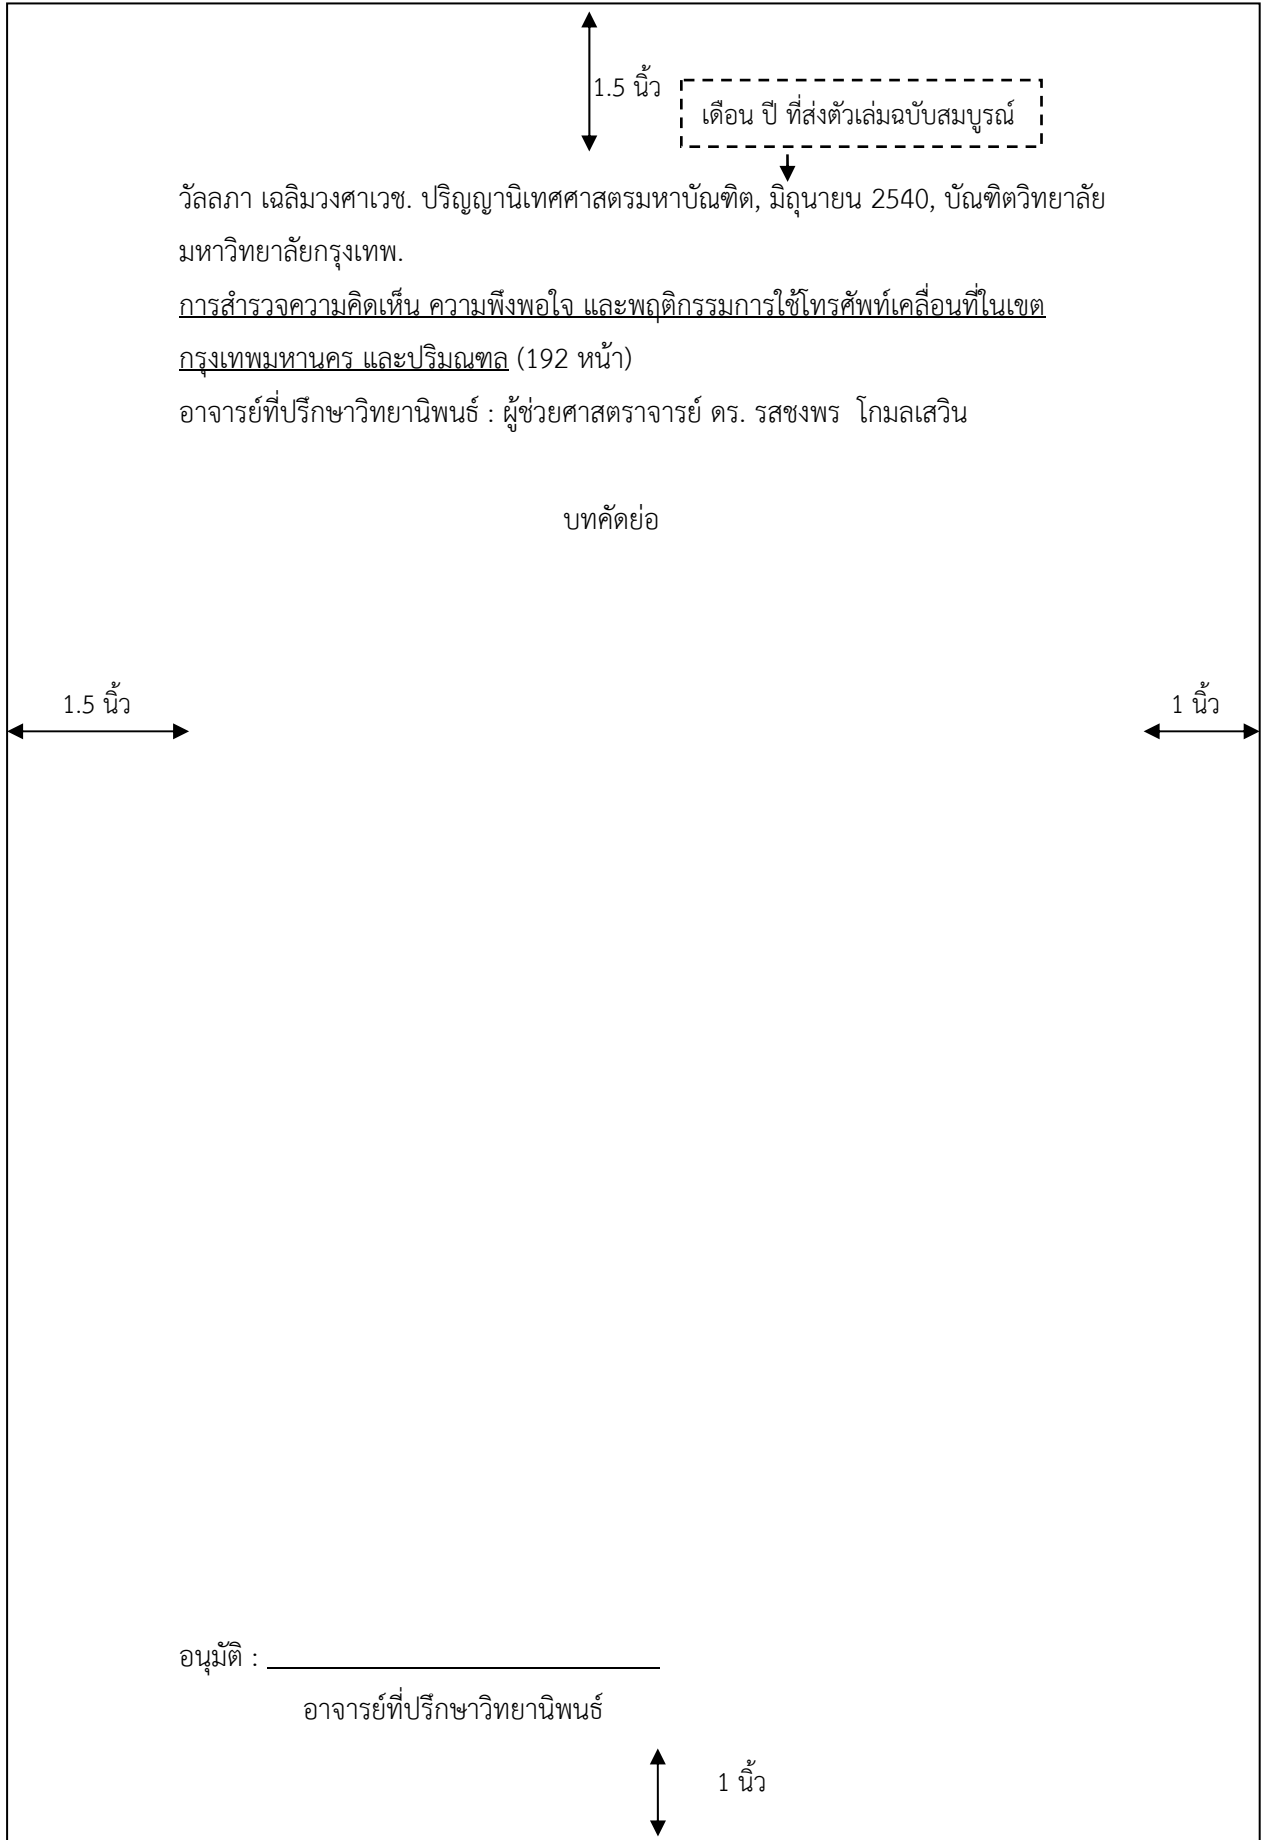 1.5 นิ้ว
เดือน ปี ที่ส่งตัวเล่มฉบับสมบูรณ์
วัลลภา เฉลิมวงศาเวช. ปริญญานิเทศศาสตรมหาบัณฑิต, มิถุนายน 2540, บัณฑิตวิทยาลัย
มหาวิทยาลัยกรุงเทพ.
การสำรวจความคิดเห็น ความพึงพอใจ และพฤติกรรมการใช้โทรศัพท์เคลื่อนที่ในเขต
กรุงเทพมหานคร และปริมณฑล (192 หน้า)
อาจารย์ที่ปรึกษาวิทยานิพนธ์ : ผู้ช่วยศาสตราจารย์ ดร. รสชงพร  โกมลเสวิน
บทคัดย่อ
1.5 นิ้ว
1 นิ้ว
อนุมัติ :
อาจารย์ที่ปรึกษาวิทยานิพนธ์
1 นิ้ว